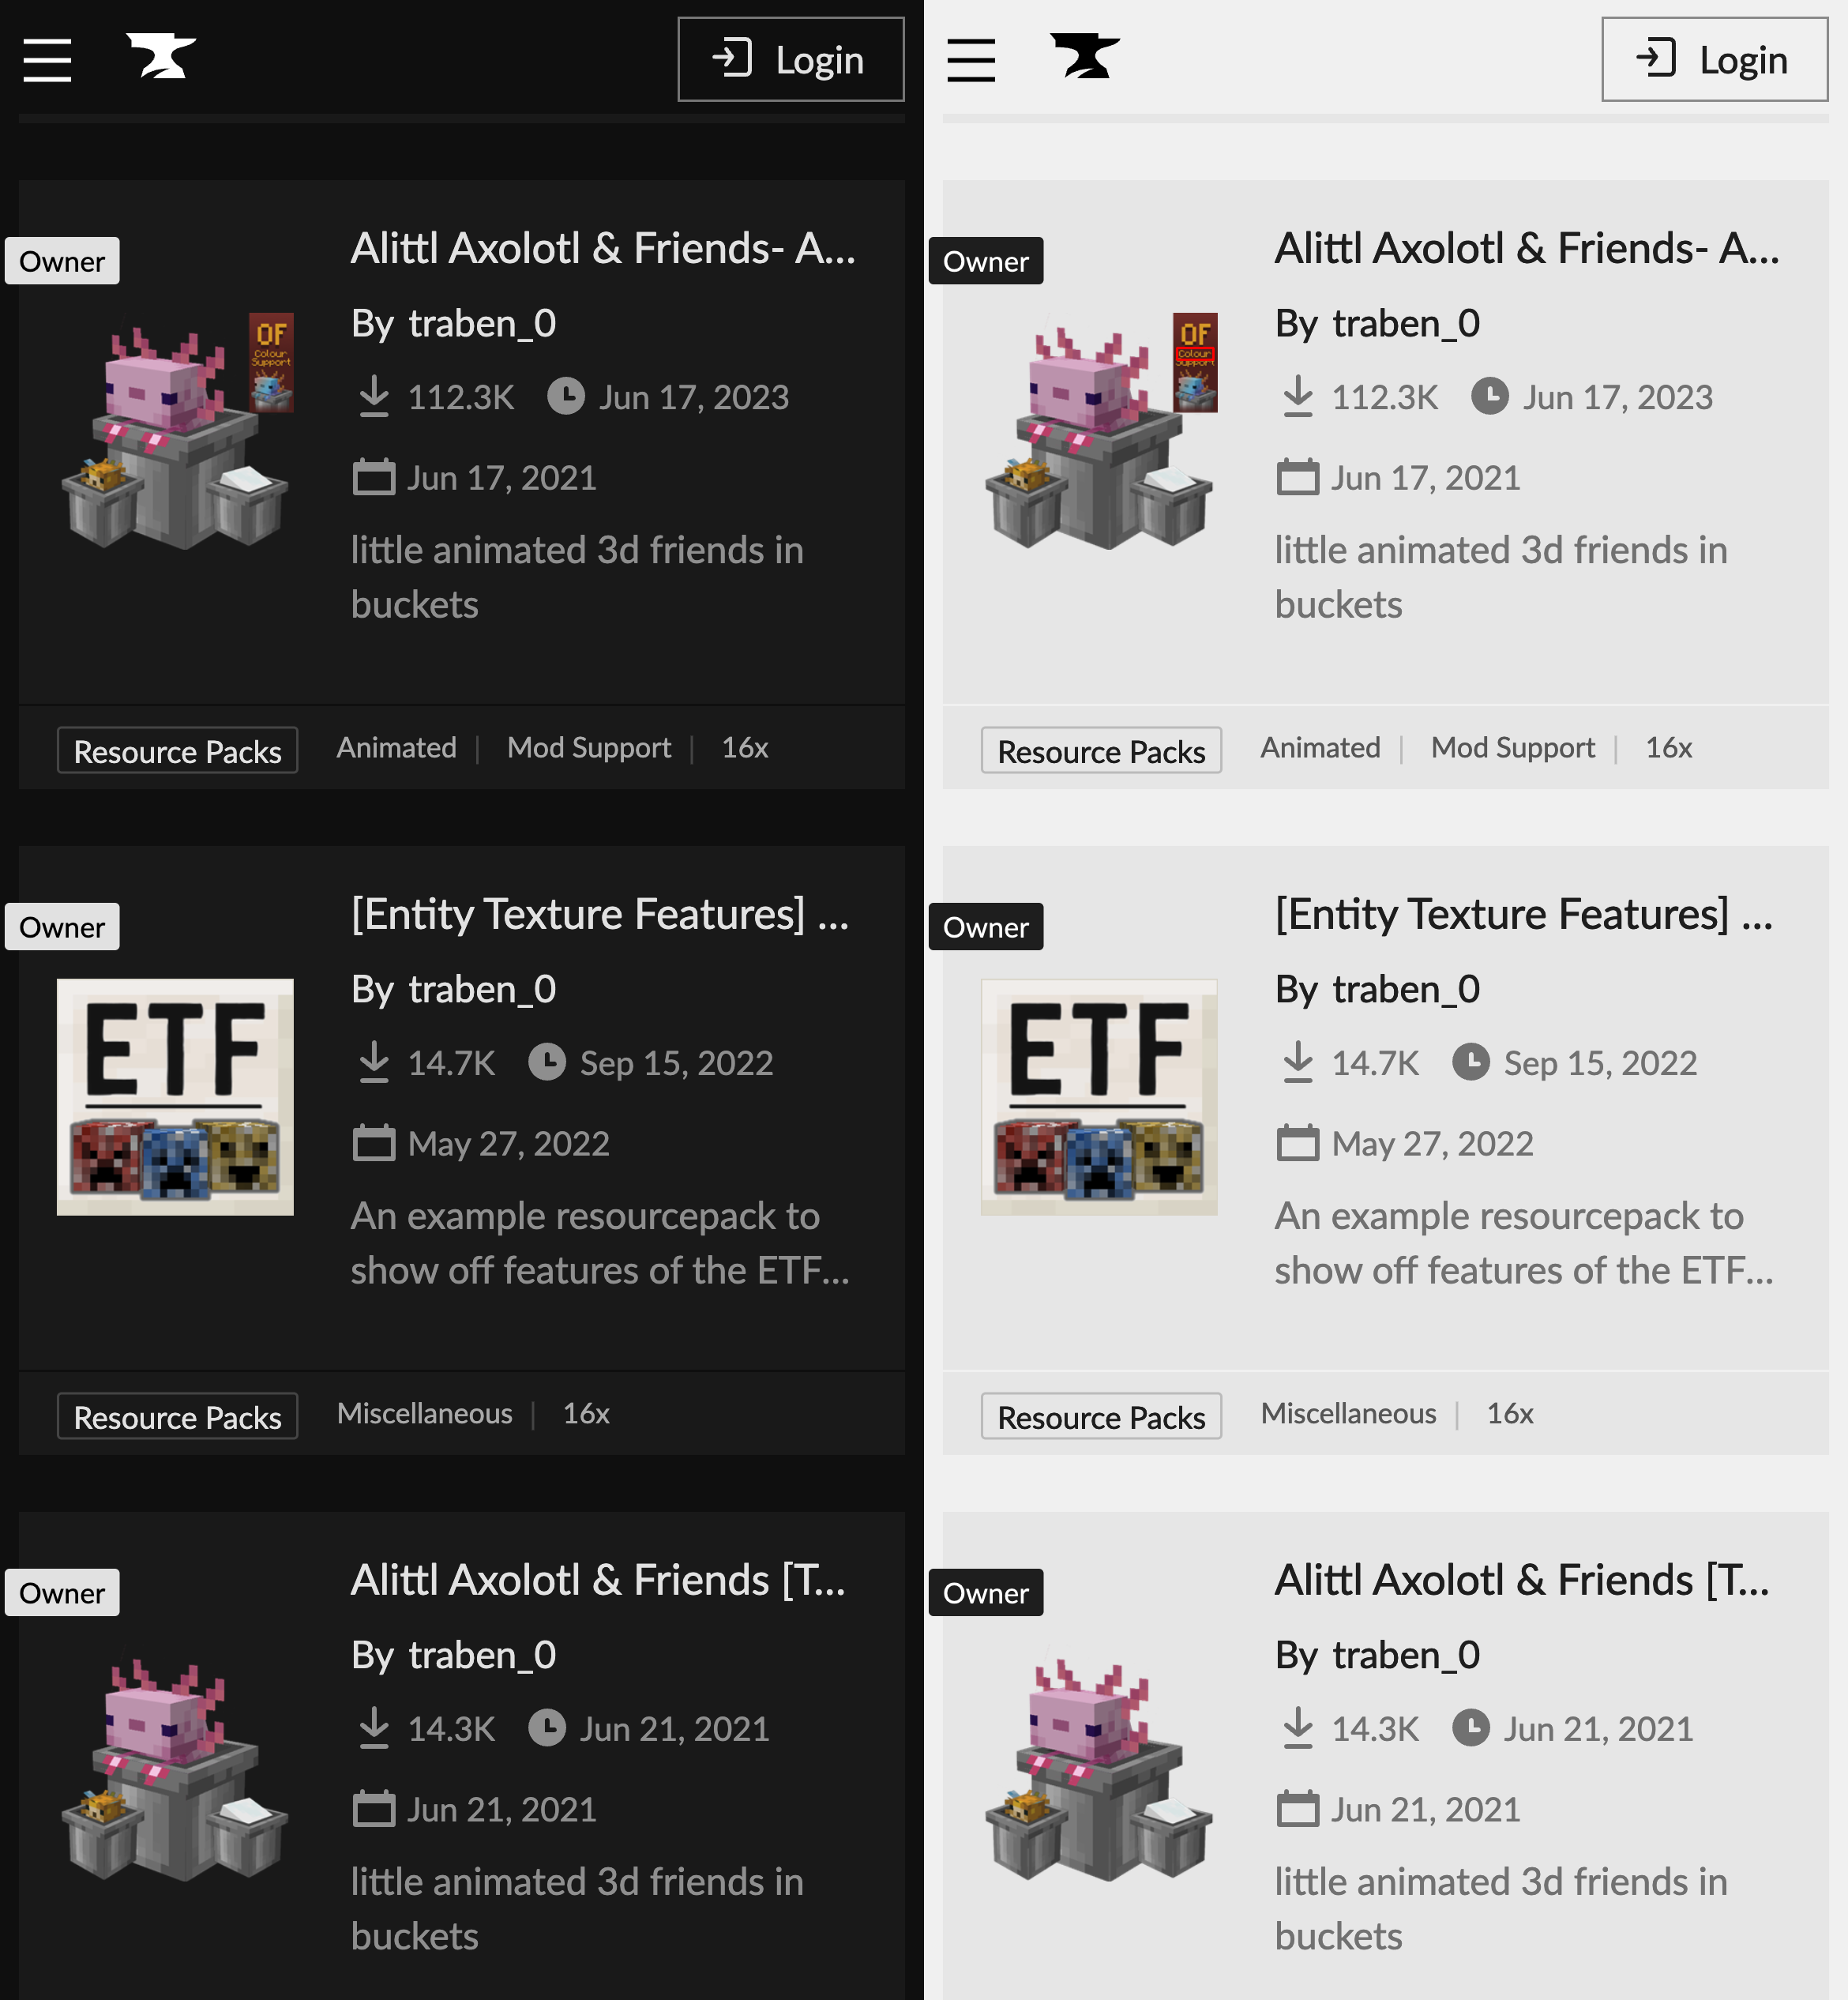 Login
Owner
Alittl Axolotl & Friends- A...
By traben_0
OF
Colour
Support
112.3K Jun 17, 2023
Jun 17, 2021
little animated 3d friends in
buckets
Resource Packs Animated | Mod Support | 16x
Owner
[Entity Texture Features] ...
By traben_0
ETF
14.7K Sep 15, 2022
May 27, 2022
An example resourcepack to
show off features of the ETF...
Resource Packs Miscellaneous | 16x
Owner
Alittl Axolotl & Friends [T...
By traben_0
14.3K Jun 21, 2021
Jun 21, 2021
little animated 3d friends in
buckets
Login
Owner
Alittl Axolotl & Friends- A...
By traben_0
OF
Colour
Support
112.3K Jun 17, 2023
Jun 17, 2021
little animated 3d friends in
buckets
Resource Packs Animated | Mod Support | 16x
Owner
[Entity Texture Features] ...
By traben_0
ETF
14.7K Sep 15, 2022
May 27, 2022
An example resourcepack to
show off features of the ETF...
Resource Packs Miscellaneous | 16x
Owner
Alittl Axolotl & Friends [T...
By traben_0
14.3K Jun 21, 2021
Jun 21, 2021
little animated 3d friends in
buckets